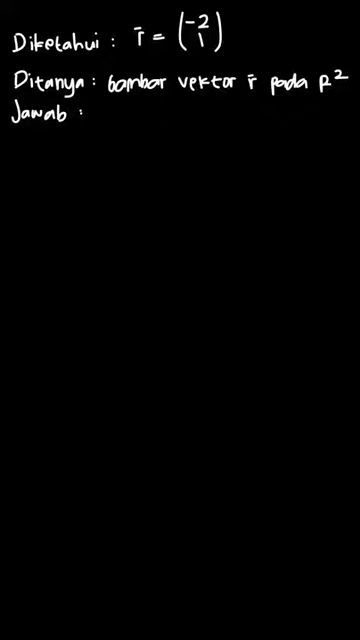 Diketahui : r̄ = (-2 1)
Ditanya : Gambar vektor r̄ pada R²
Jawab :